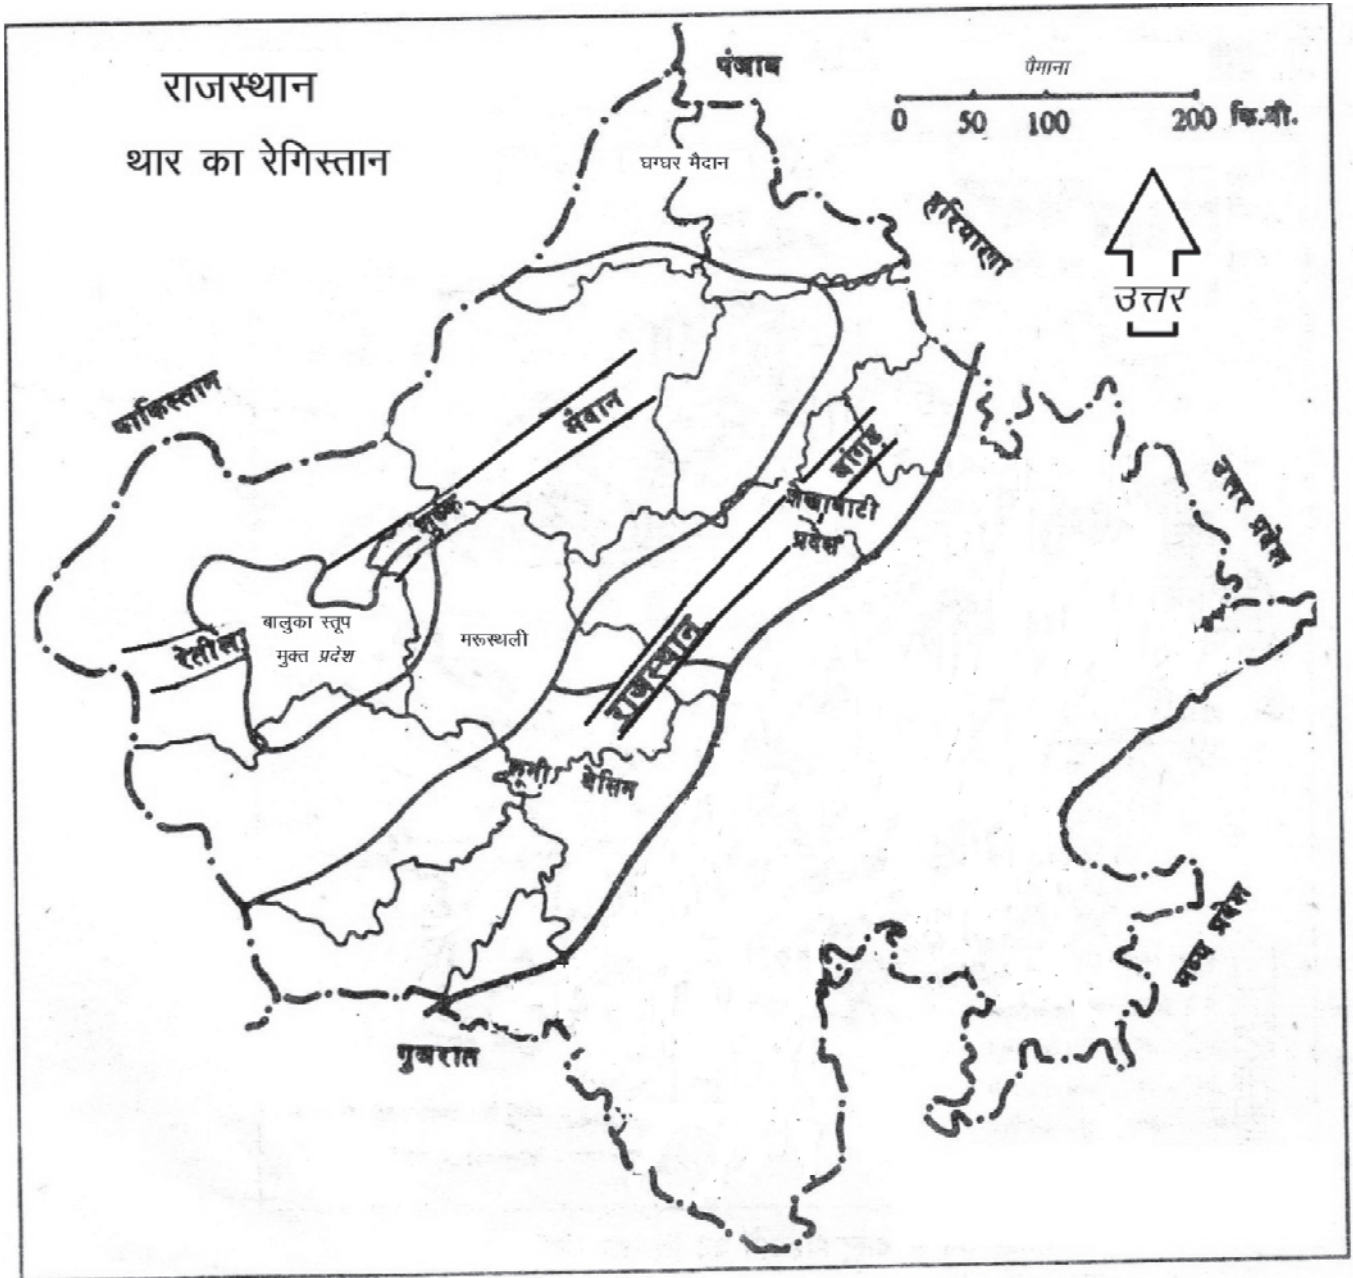 राजस्थान
थार का रेगिस्तान
पंजाब
पैमाना
0 50 100 200 कि.मी.
घग्घर मैदान
हरियाणा
उत्तर
पाकिस्तान
मैदान
बांगड़
उत्तर प्रदेश
शुष्क
शेखावाटी
प्रदेश
बालुका स्तूप
मुक्त प्रदेश
रेतीला
मरूस्थली
राजस्थान
लूनी बेसिन
मध्य प्रदेश
गुजरात